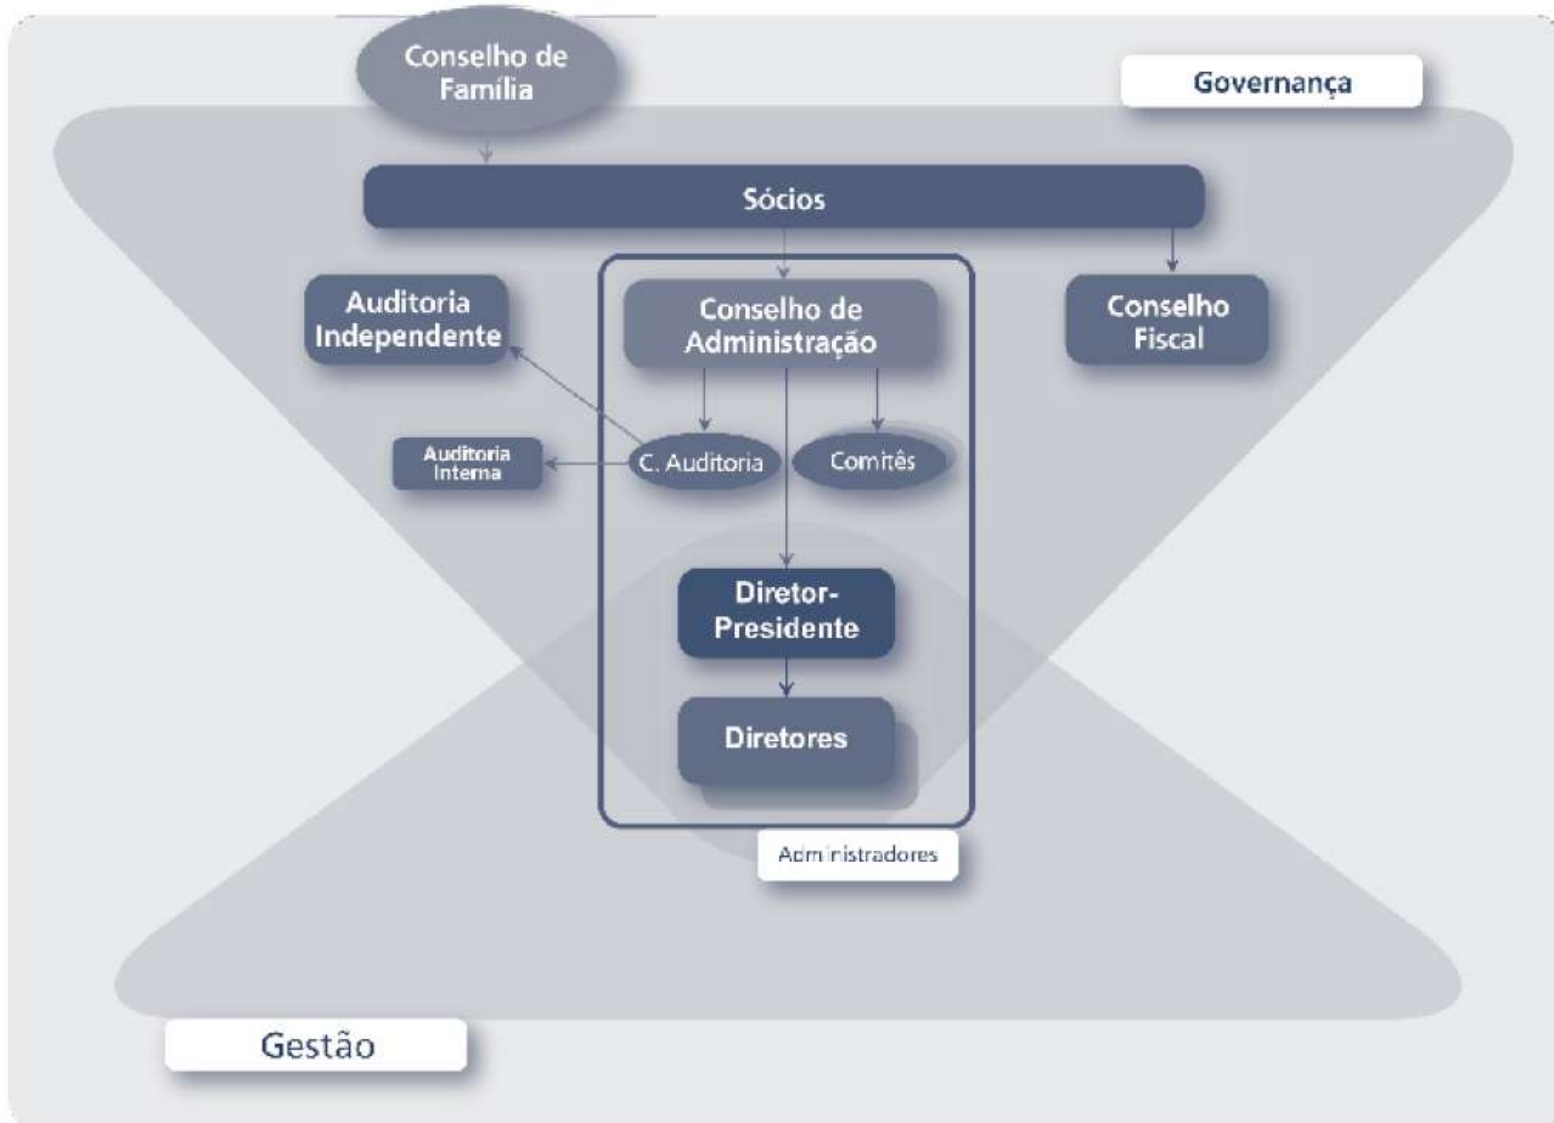 Conselho de
Família
Governança
Sócios
Auditoria
Independente
Conselho de
Administração
Conselho
Fiscal
Auditoria
Interna
C. Auditoria
Comitês
Diretor-
Presidente
Diretores
Administradores
Gestão